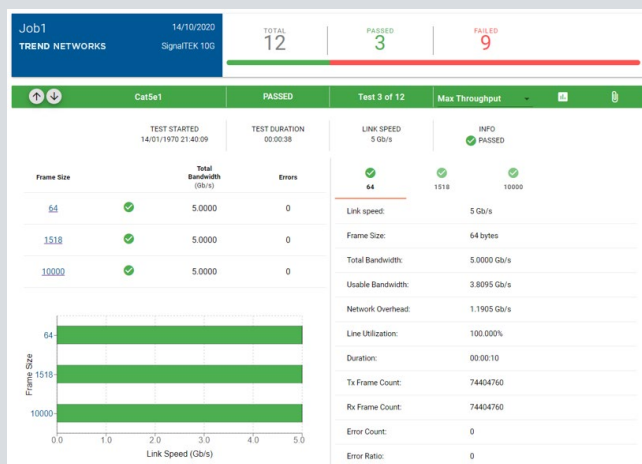 Job1 14/10/2020
TREND NETWORKS SignalTEK 10G
TOTAL
12
PASSED
3
FAILED
9
Cat5e1 PASSED Test 3 of 12 Max Throughput
TEST STARTED
14/01/1970 21:40:09
TEST DURATION
00:00:38
LINK SPEED
5 Gb/s
INFO
PASSED
Frame Size Total Bandwidth (Gb/s) Errors
64 5.0000 0
1518 5.0000 0
10000 5.0000 0
Frame Size
64
1518
10000
0.0 1.0 2.0 3.0 4.0 5.0
Link Speed (Gb/s)
64 1518 10000
Link speed: 5 Gb/s
Frame Size: 64 bytes
Total Bandwidth: 5.0000 Gb/s
Usable Bandwidth: 3.8095 Gb/s
Network Overhead: 1.1905 Gb/s
Line Utilization: 100.000%
Duration: 00:00:10
Tx Frame Count: 74404760
Rx Frame Count: 74404760
Error Count: 0
Error Ratio: 0